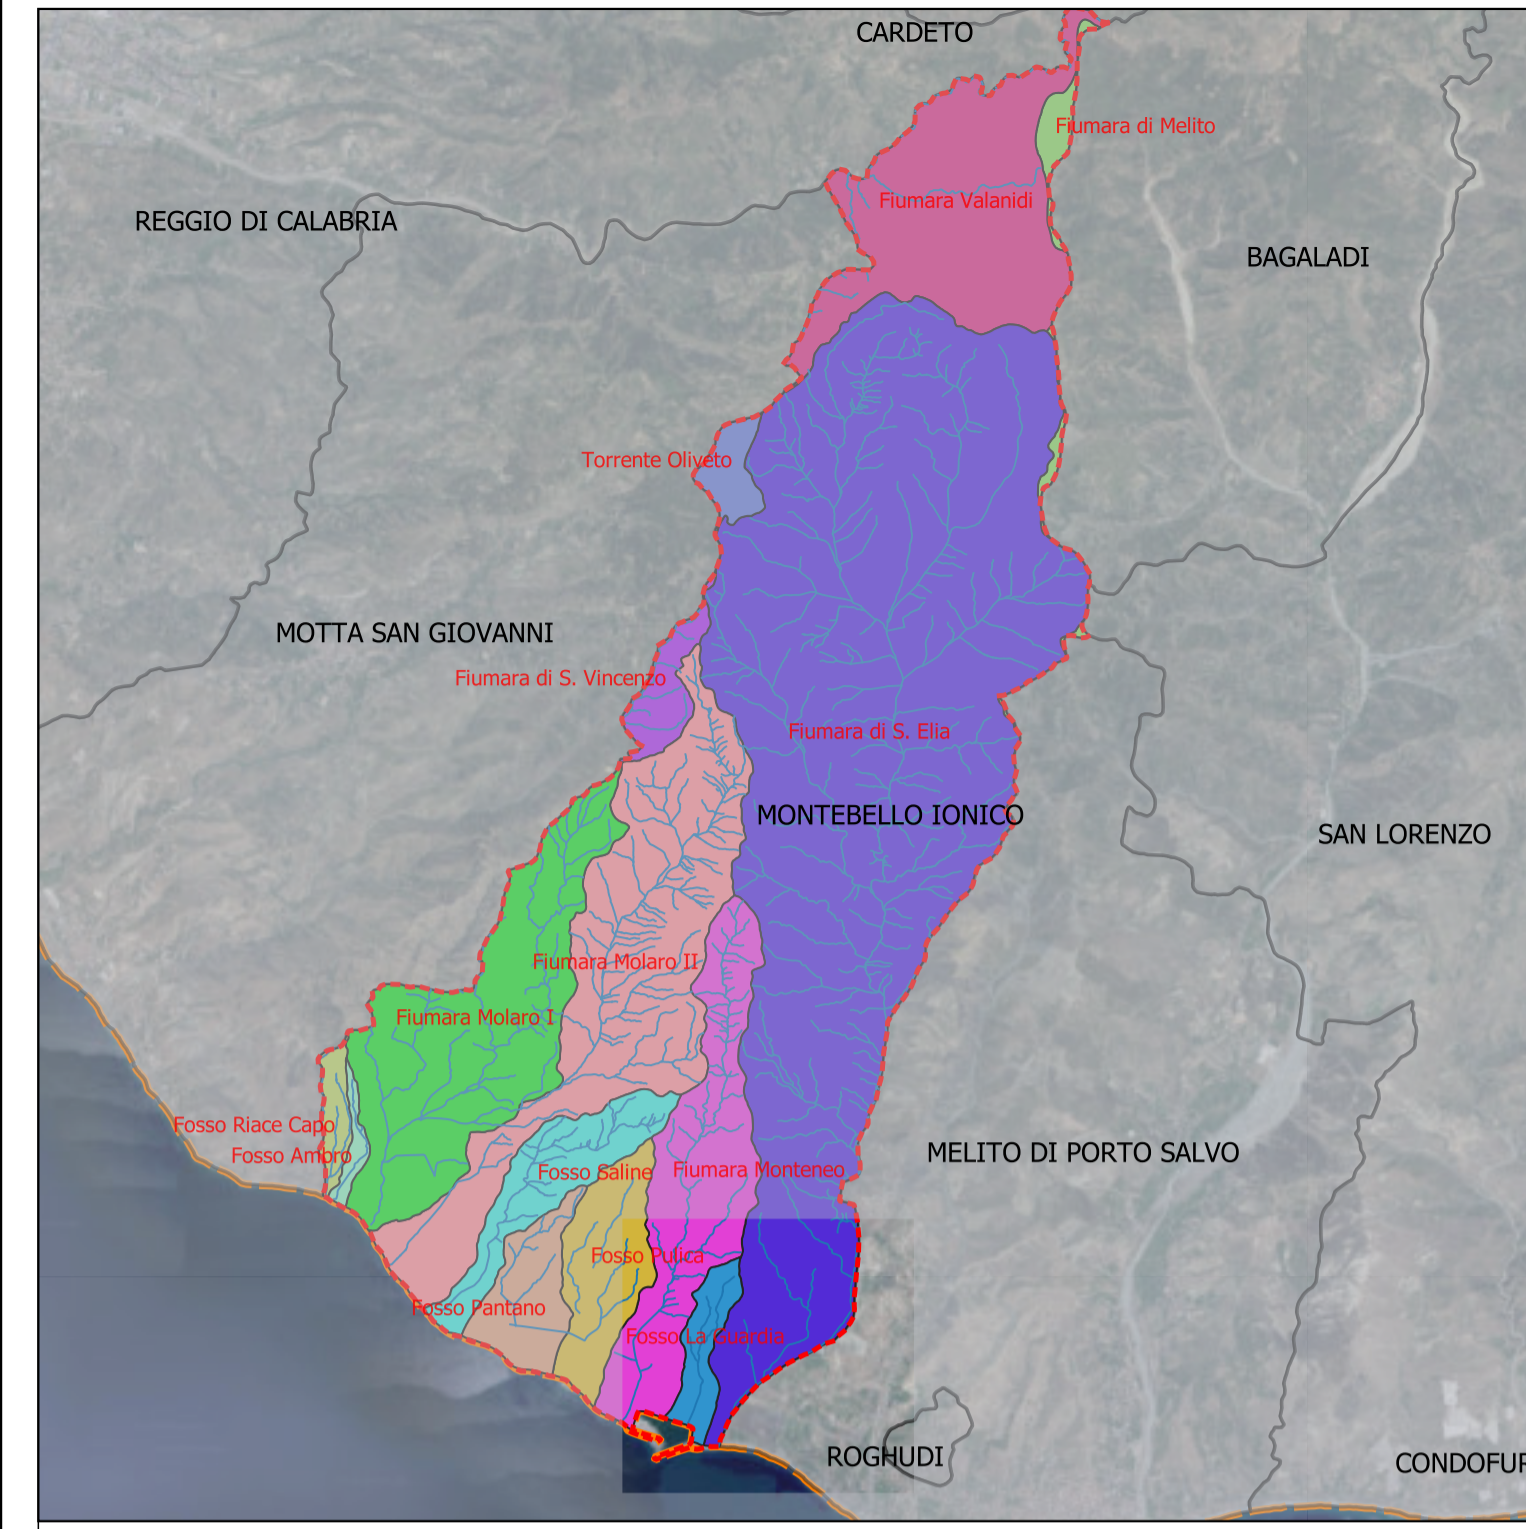 CARDETO
Fiumara di Melito
Fiumara Valanidi
REGGIO DI CALABRIA
BAGALADI
Torrente Oliveto
MOTTA SAN GIOVANNI
Fiumara di S. Vincenzo
Fiumara di S. Elia
MONTEBELLO IONICO
SAN LORENZO
Fiumara Molaro II
Fiumara Molaro I
Fosso Riace Capo
Fosso Ambro
MELITO DI PORTO SALVO
Fosso Saline
Fiumara Monteneo
Fosso Pulica
Fosso Pantano
Fosso La Guardia
ROGHUDI
CONDOFUR